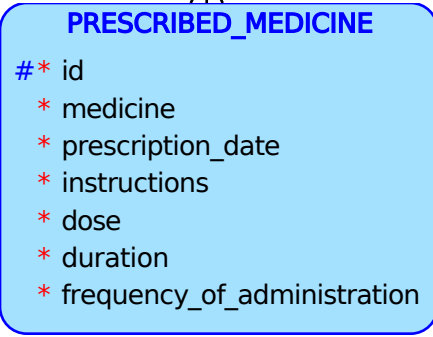 PRESCRIBED_MEDICINE
#* id
* medicine
* prescription_date
* instructions
* dose
* duration
* frequency_of_administration